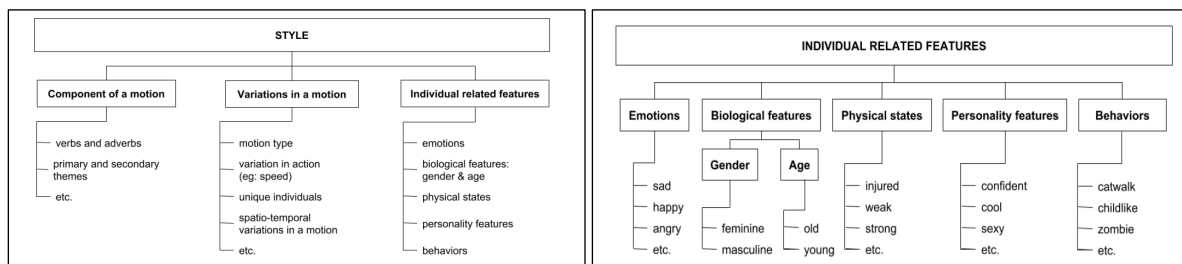 STYLE
Component of a motion
verbs and adverbs
primary and secondary
themes
etc.
Variations in a motion
motion type
variation in action
(eg: speed)
unique individuals
spatio-temporal
variations in a motion
etc.
Individual related features
emotions
biological features:
gender & age
physical states
personality features
behaviors
INDIVIDUAL RELATED FEATURES
Emotions
sad
happy
angry
etc.
Biological features
Gender
feminine
masculine
Age
old
young
Physical states
injured
weak
strong
etc.
Personality features
confident
cool
sexy
etc.
Behaviors
catwalk
childlike
zombie
etc.